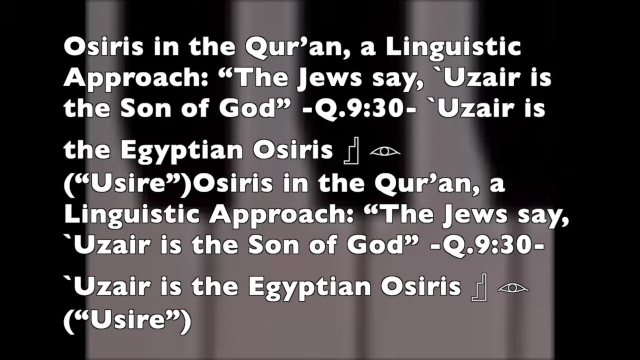 Osiris in the Qur’an, a Linguistic
Approach: “The Jews say, `Uzair is
the Son of God” -Q.9:30- `Uzair is
the Egyptian Osiris 𓊨 𓁹
(“Usire”)Osiris in the Qur’an, a
Linguistic Approach: “The Jews say,
`Uzair is the Son of God” -Q.9:30-
`Uzair is the Egyptian Osiris 𓊨 𓁹
(“Usire”)